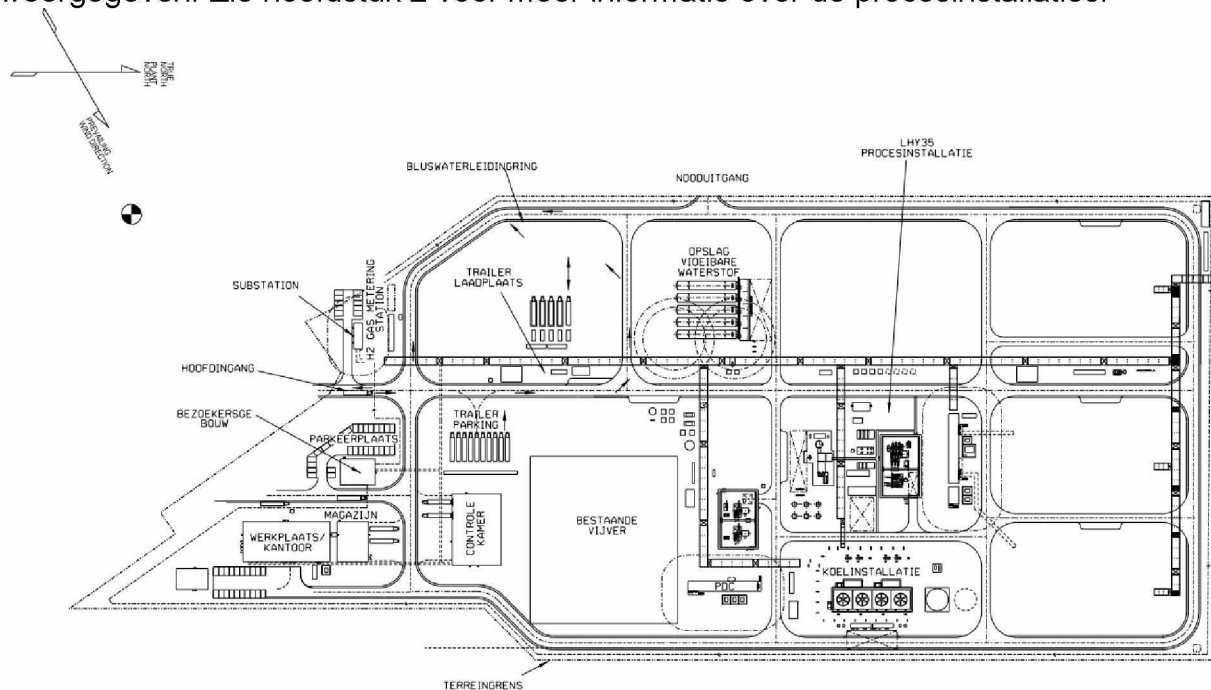 weergegeven. Zie hoofdstuk 2 voor meer informatie over de procesinstallaties.
TRUE
NORTH
PLANT
NORTH
PREVAILING
WIND DIRECTION
LHY35
PROCESINSTALLATIE
BLUSWATERLEIDINGRING
NOODUITGANG
OPSLAG
VIOEIBARE
WATERSTOF
TRAILER
LAADPLAATS
SUBSTATION
H2 GAS METERING
STATION
HOOFDINGANG
BEZOEKERSGE
BOUW
PARKEERPLAATS
TRAILER
PARKING
MAGAZIJN
WERKPLAATS/
KANTOOR
CONTROLE
KAMER
BESTAANDE
VIJVER
KOELINSTALLATIE
PDC
TERREINGRENS